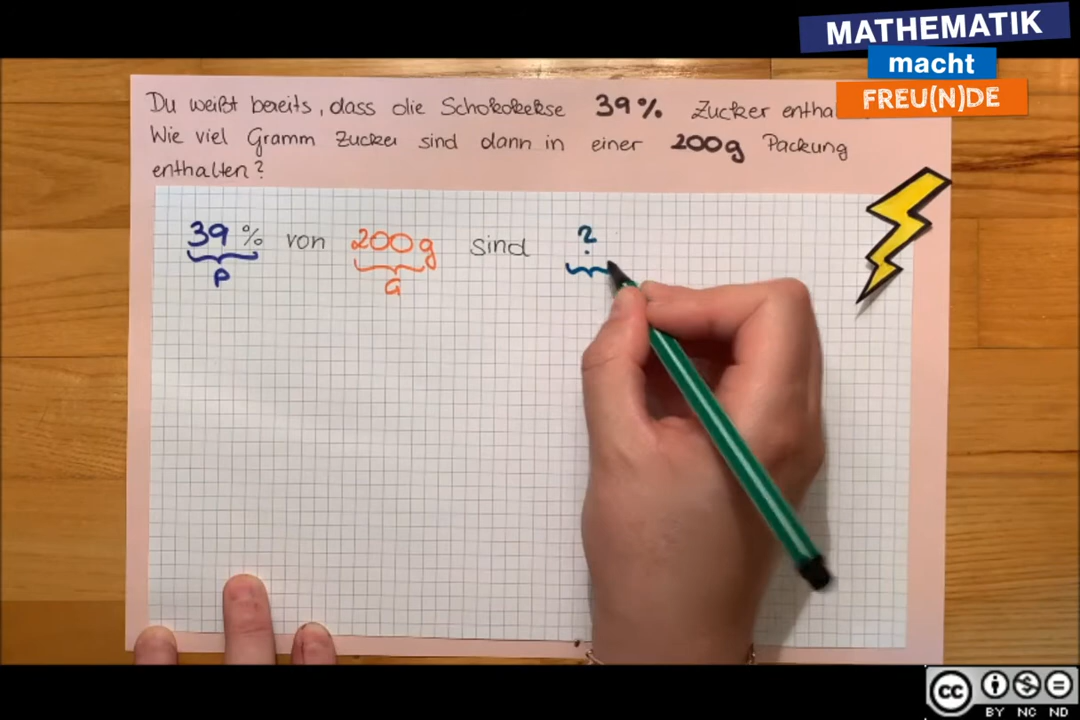 MATHEMATIK
macht
FREU(N)DE
Du weißt bereits, dass die Schokokekse 39% Zucker
Wie viel Gramm Zucker sind dann in einer 200g Packung
enthalten?
39% von 200g sind ?
P G
cc BY NC ND